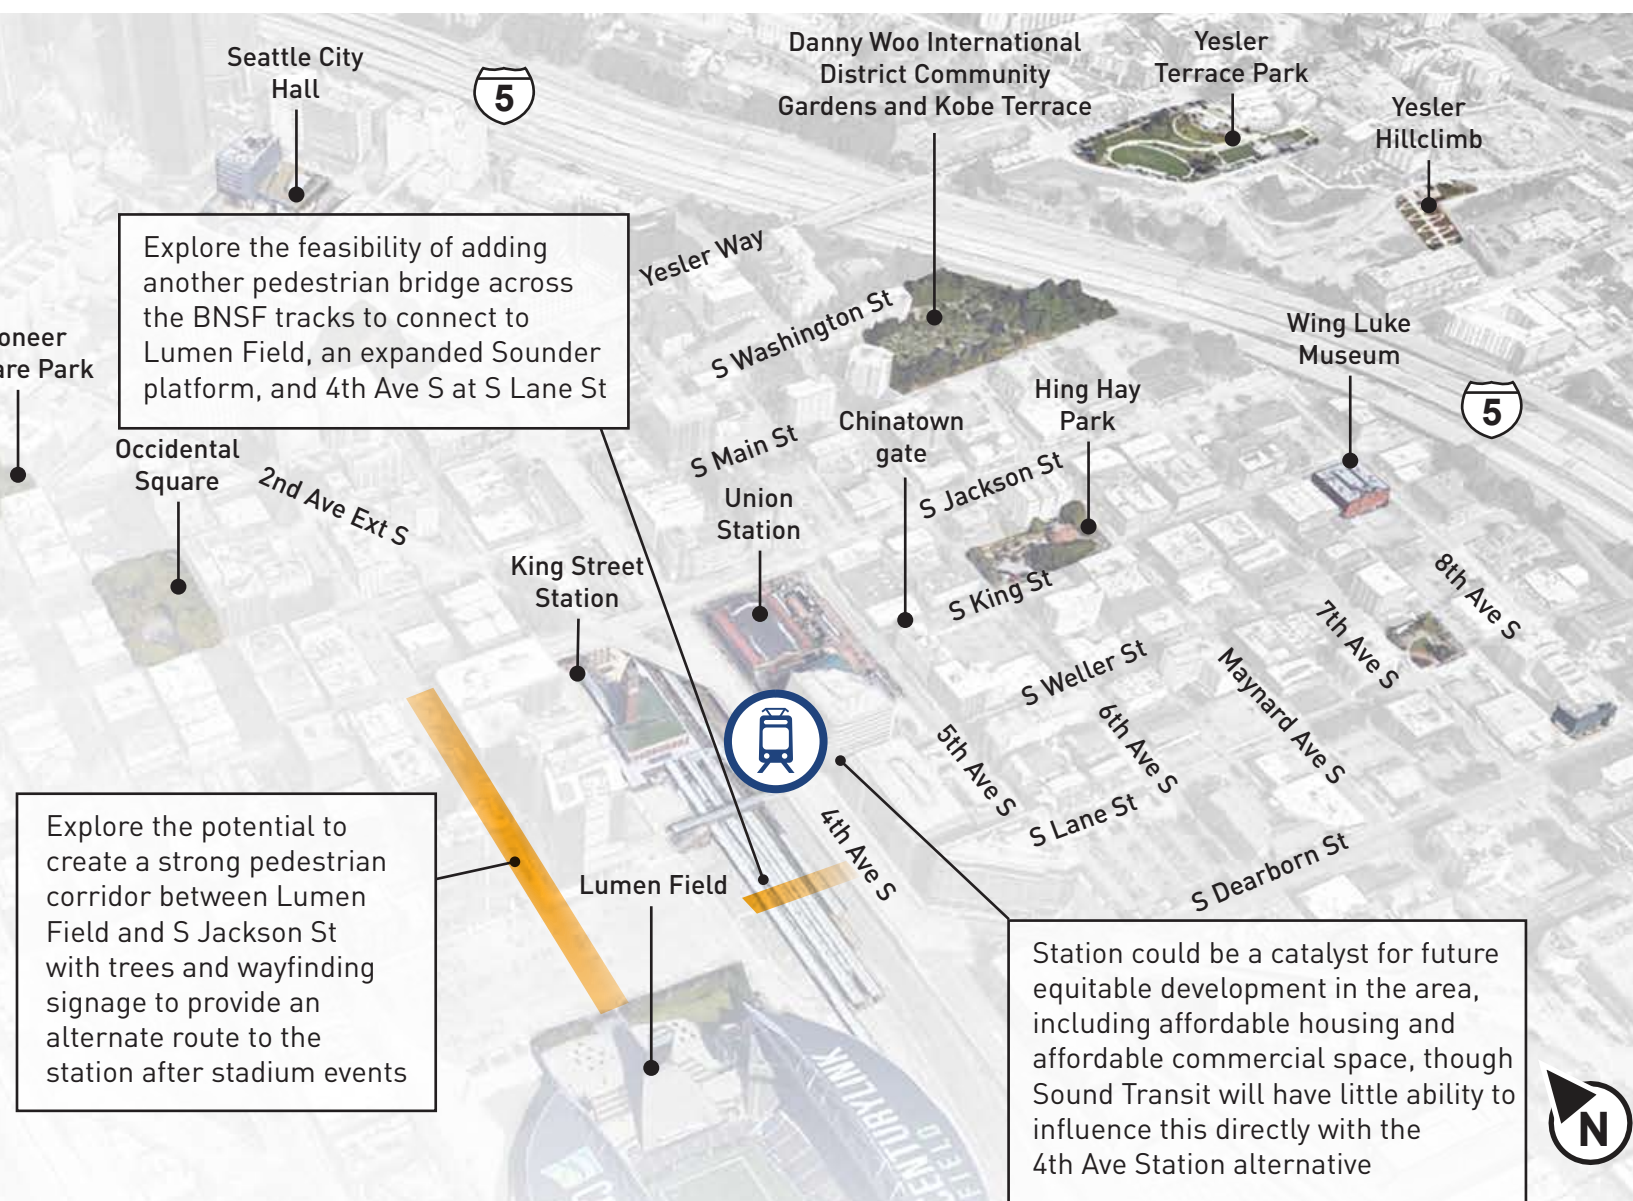 Seattle City
Hall
5
Danny Woo International
District Community
Gardens and Kobe Terrace
Yesler
Terrace Park
Yesler
Hillclimb
Explore the feasibility of adding
another pedestrian bridge across
the BNSF tracks to connect to
Lumen Field, an expanded Sounder
platform, and 4th Ave S at S Lane St
Yesler Way
S Washington St
oneer
are Park
Wing Luke
Museum
Hing Hay
Park
5
Chinatown
gate
Occidental
Square
2nd Ave Ext S
S Main St
S Jackson St
Union
Station
King Street
Station
S King St
8th Ave S
7th Ave S
S Weller St
Maynard Ave S
6th Ave S
5th Ave S
S Lane St
4th Ave S
S Dearborn St
Explore the potential to
create a strong pedestrian
corridor between Lumen
Field and S Jackson St
with trees and wayfinding
signage to provide an
alternate route to the
station after stadium events
Lumen Field
Station could be a catalyst for future
equitable development in the area,
including affordable housing and
affordable commercial space, though
Sound Transit will have little ability to
influence this directly with the
4th Ave Station alternative
CENTURYLINK
FIELD
N